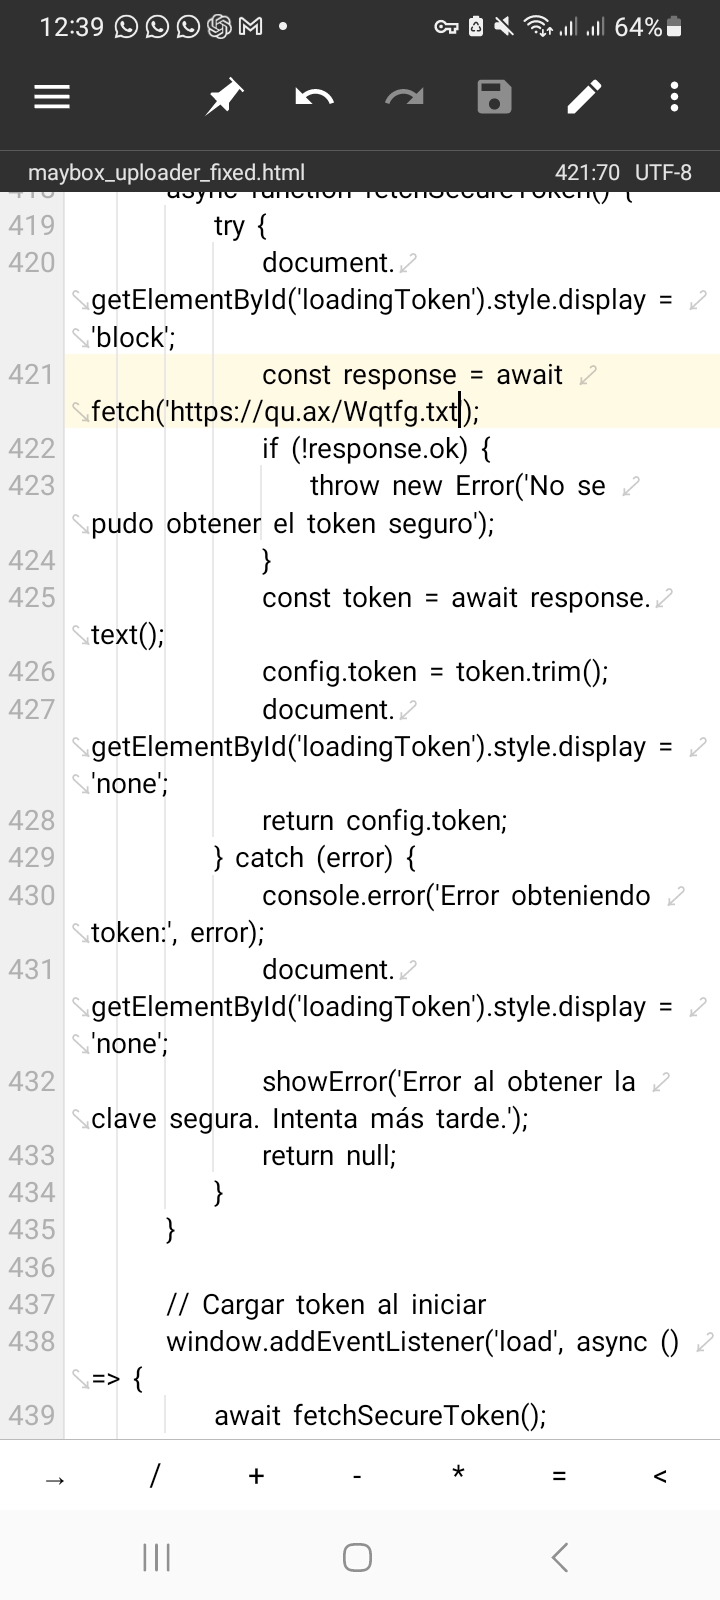 12:39 64%
maybox_uploader_fixed.html 421:70 UTF-8
418 async function fetchSecureToken() {
419 try {
420 document.
getElementById('loadingToken').style.display =
'block';
421 const response = await
fetch('https://qu.ax/Wqtfg.txt');
422 if (!response.ok) {
423 throw new Error('No se
pudo obtener el token seguro');
424 }
425 const token = await response.
text();
426 config.token = token.trim();
427 document.
getElementById('loadingToken').style.display =
'none';
428 return config.token;
429 } catch (error) {
430 console.error('Error obteniendo
token:', error);
431 document.
getElementById('loadingToken').style.display =
'none';
432 showError('Error al obtener la
clave segura. Intenta más tarde.');
433 return null;
434 }
435 }
436
437 // Cargar token al iniciar
438 window.addEventListener('load', async ()
=> {
439 await fetchSecureToken();
→ / + - * = <